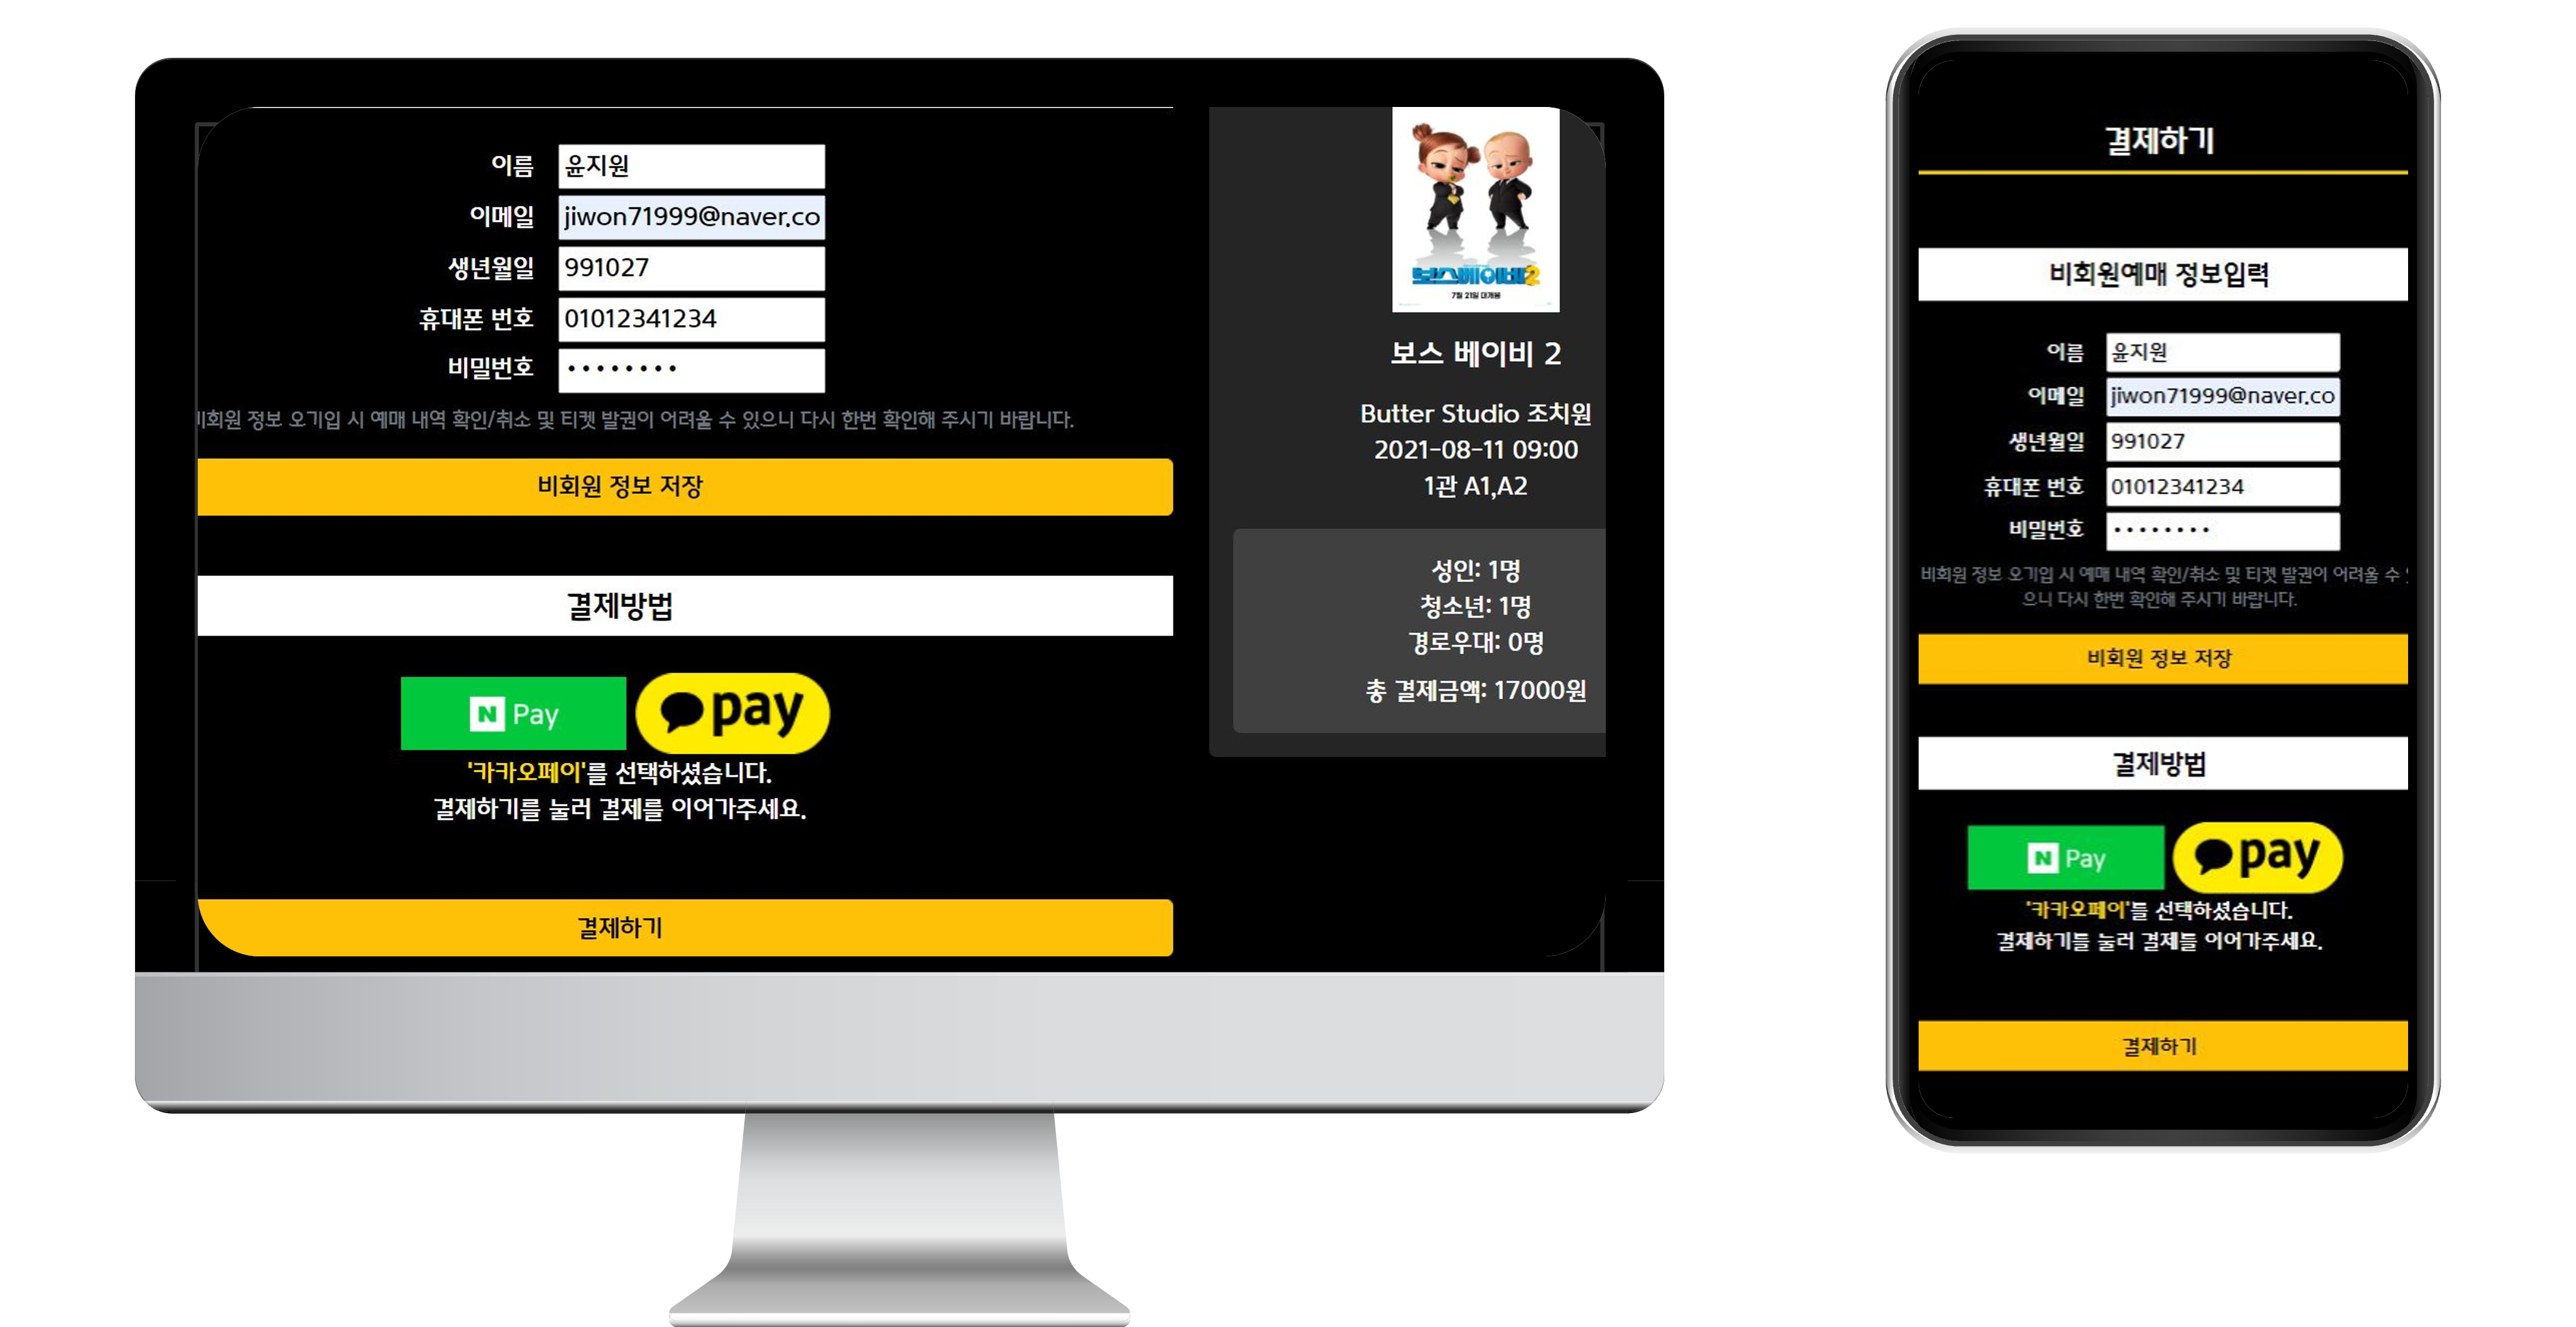 이름 윤지원
이메일 jiwon71999@naver.co
생년월일 991027
휴대폰 번호 01012341234
비밀번호 ••••••••
회원 정보 오기입 시 예매 내역 확인/취소 및 티켓 발권이 어려울 수 있으니 다시 한번 확인해 주시기 바랍니다.
비회원 정보 저장
결제방법
N Pay
pay
'카카오페이'를 선택하셨습니다.
결제하기를 눌러 결제를 이어가주세요.
결제하기
보스베이비2
7월 21일 대개봉
보스 베이비 2
Butter Studio 조치원
2021-08-11 09:00
1관 A1,A2
성인: 1명
청소년: 1명
경로우대: 0명
총 결제금액: 17000원
결제하기
비회원예매 정보입력
이름 윤지원
이메일 jiwon71999@naver.co
생년월일 991027
휴대폰 번호 01012341234
비밀번호 ••••••••
비회원 정보 오기입 시 예매 내역 확인/취소 및 티켓 발권이 어려울 수
으니 다시 한번 확인해 주시기 바랍니다.
비회원 정보 저장
결제방법
N Pay
pay
'카카오페이'를 선택하셨습니다.
결제하기를 눌러 결제를 이어가주세요.
결제하기